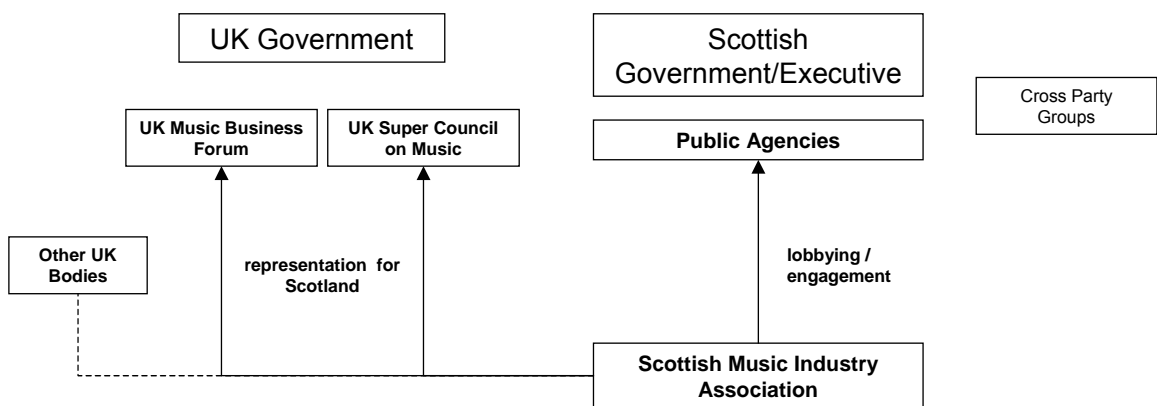 UK Government
Scottish
Government/Executive
Cross Party
Groups
UK Music Business
Forum
UK Super Council
on Music
Public Agencies
Other UK
Bodies
representation for
Scotland
lobbying /
engagement
Scottish Music Industry
Association